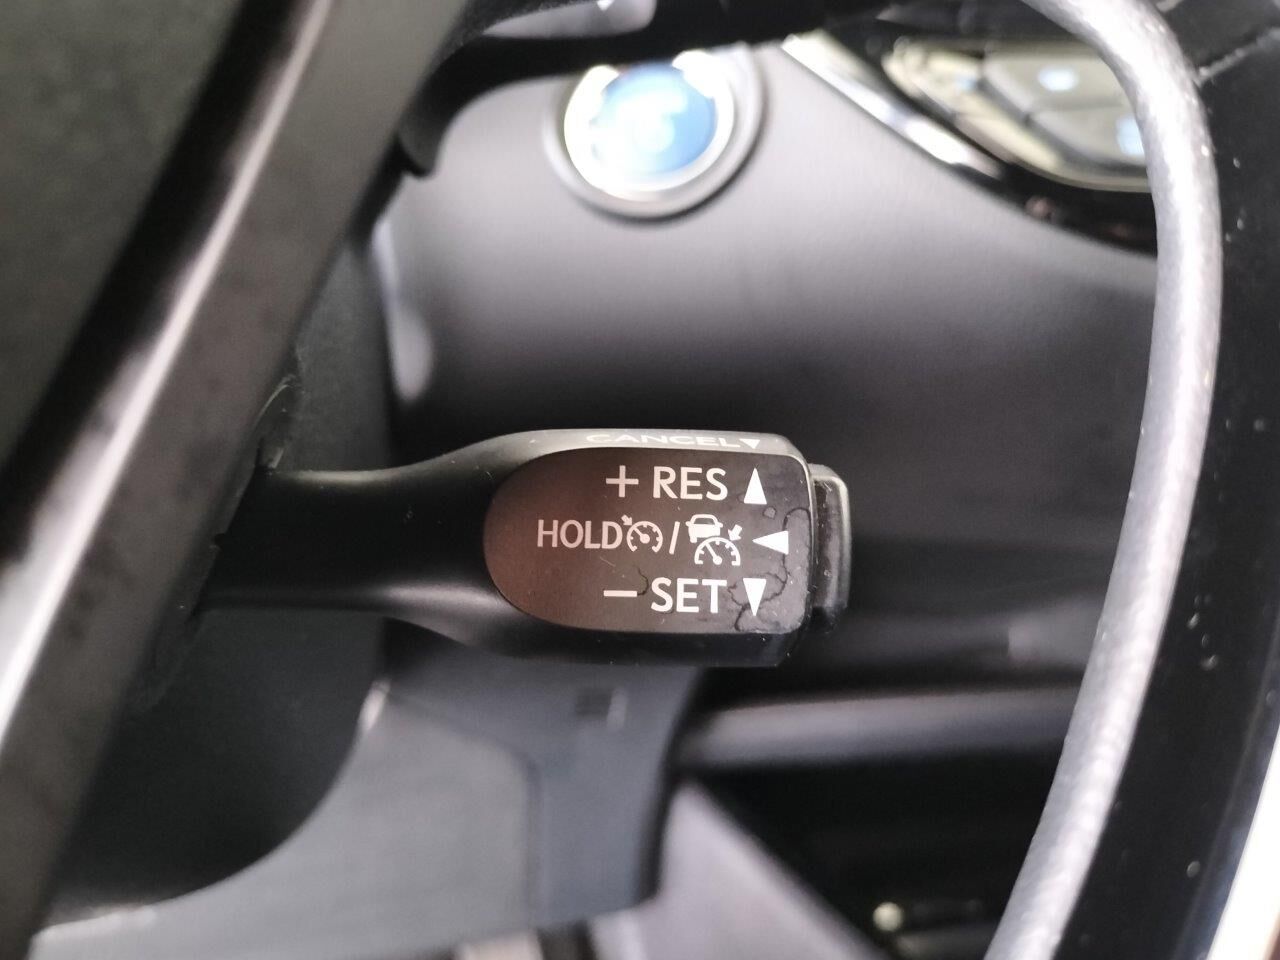 CANCEL▼
+ RES ▲
HOLD / ◀
− SET ▼